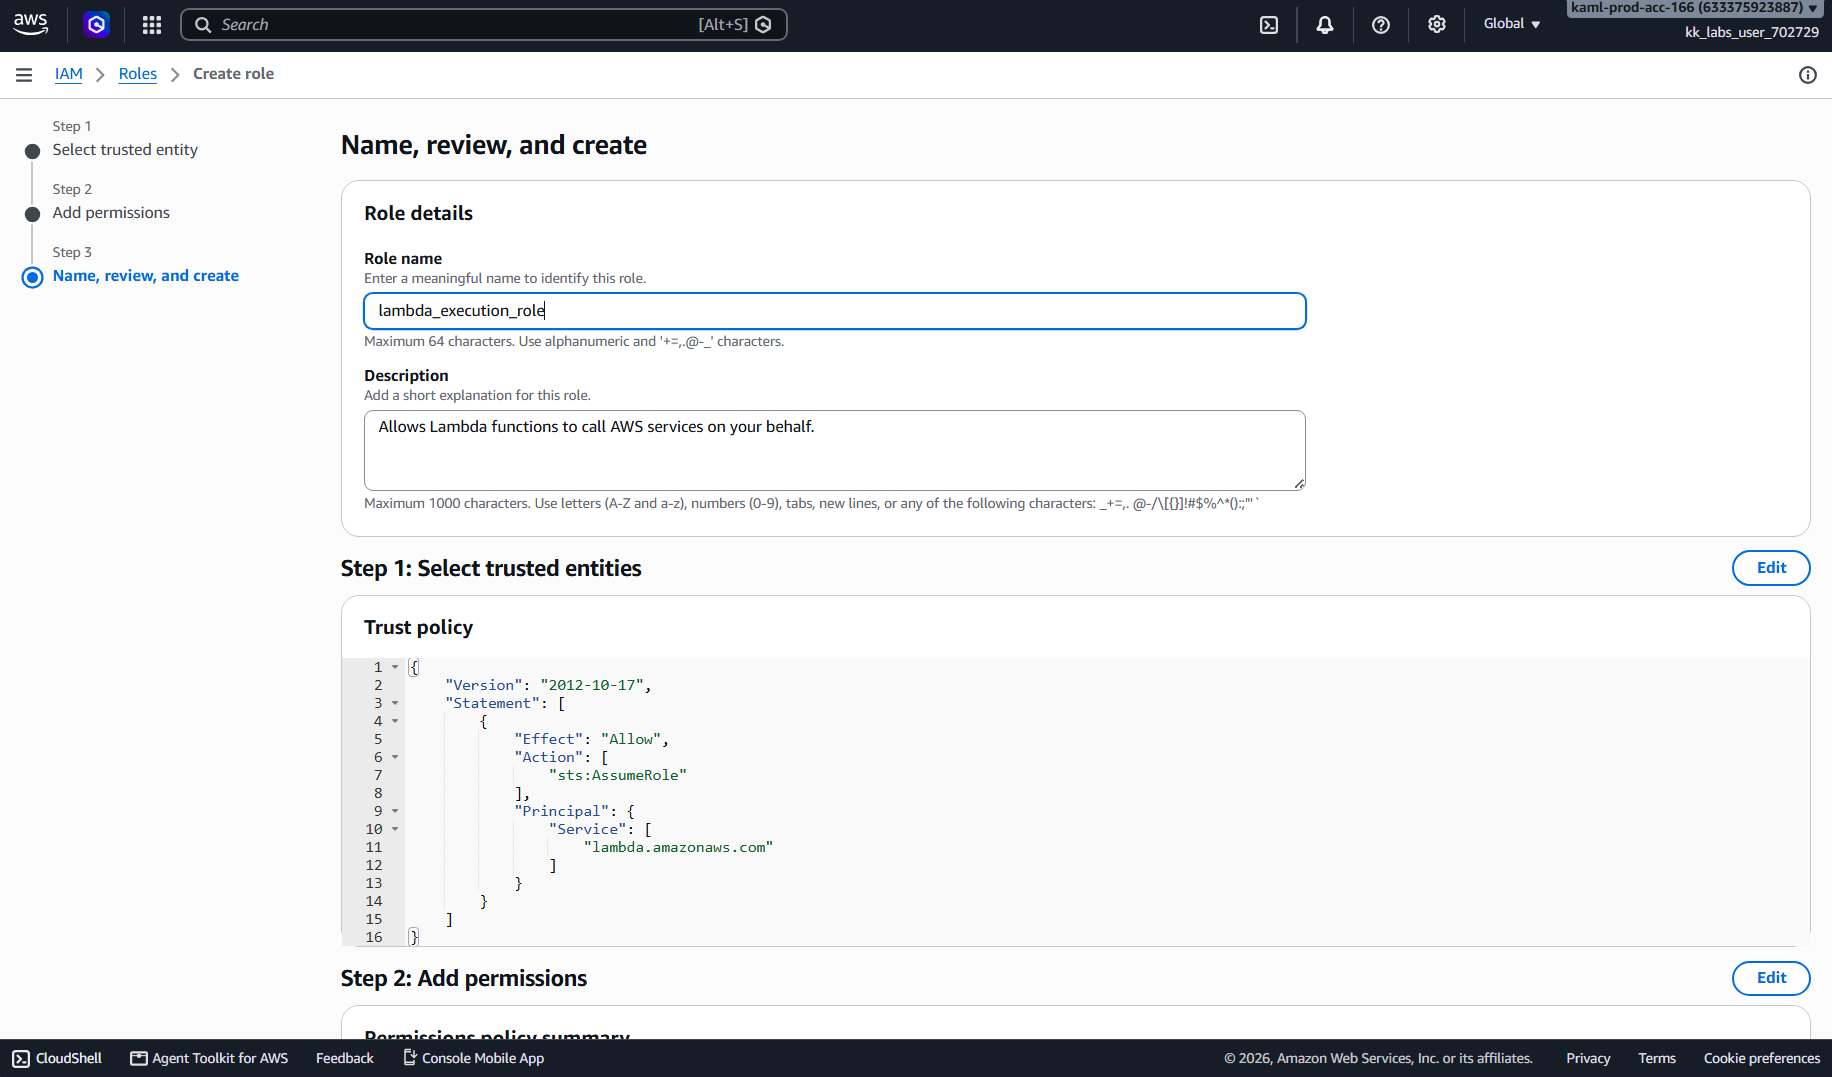 aws
Search
[Alt+S]
Global
kaml-prod-acc-166 (633375923887)
kk_labs_user_702729
IAM
Roles
Create role
Step 1
Select trusted entity
Step 2
Add permissions
Step 3
Name, review, and create
Name, review, and create
Role details
Role name
Enter a meaningful name to identify this role.
lambda_execution_role
Maximum 64 characters. Use alphanumeric and '+=,.@-_' characters.
Description
Add a short explanation for this role.
Allows Lambda functions to call AWS services on your behalf.
Maximum 1000 characters. Use letters (A-Z and a-z), numbers (0-9), tabs, new lines, or any of the following characters: _+=,. @-/\[{}]!#$%^*();:"'`
Step 1: Select trusted entities
Edit
Trust policy
1 {
2 "Version": "2012-10-17",
3 "Statement": [
4 {
5 "Effect": "Allow",
6 "Action": [
7 "sts:AssumeRole"
8 ],
9 "Principal": {
10 "Service": [
11 "lambda.amazonaws.com"
12 ]
13 }
14 }
15 ]
16 }
Step 2: Add permissions
Edit
Permissions policy summary
CloudShell
Agent Toolkit for AWS
Feedback
Console Mobile App
© 2026, Amazon Web Services, Inc. or its affiliates.
Privacy
Terms
Cookie preferences